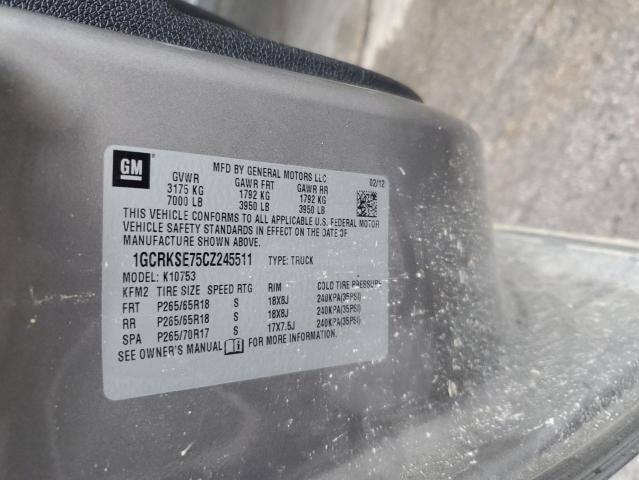 GM
MFD BY GENERAL MOTORS LLC
02/12
GVWR GAWR FRT GAWR RR
3175 KG 1792 KG 1792 KG
7000 LB 3950 LB 3950 LB
THIS VEHICLE CONFORMS TO ALL APPLICABLE U.S. FEDERAL MOTOR
VEHICLE SAFETY STANDARDS IN EFFECT ON THE DATE OF
MANUFACTURE SHOWN ABOVE.
1GCRKSE75CZ245511 TYPE: TRUCK
MODEL: K10753
KFM2 TIRE SIZE SPEED RTG RIM COLD TIRE PRESSURE
FRT P265/65R18 S 18X8J 240KPA(35PSI)
RR P265/65R18 S 18X8J 240KPA(35PSI)
SPA P265/70R17 S 17X7.5J 240KPA(35PSI)
SEE OWNER'S MANUAL FOR MORE INFORMATION.